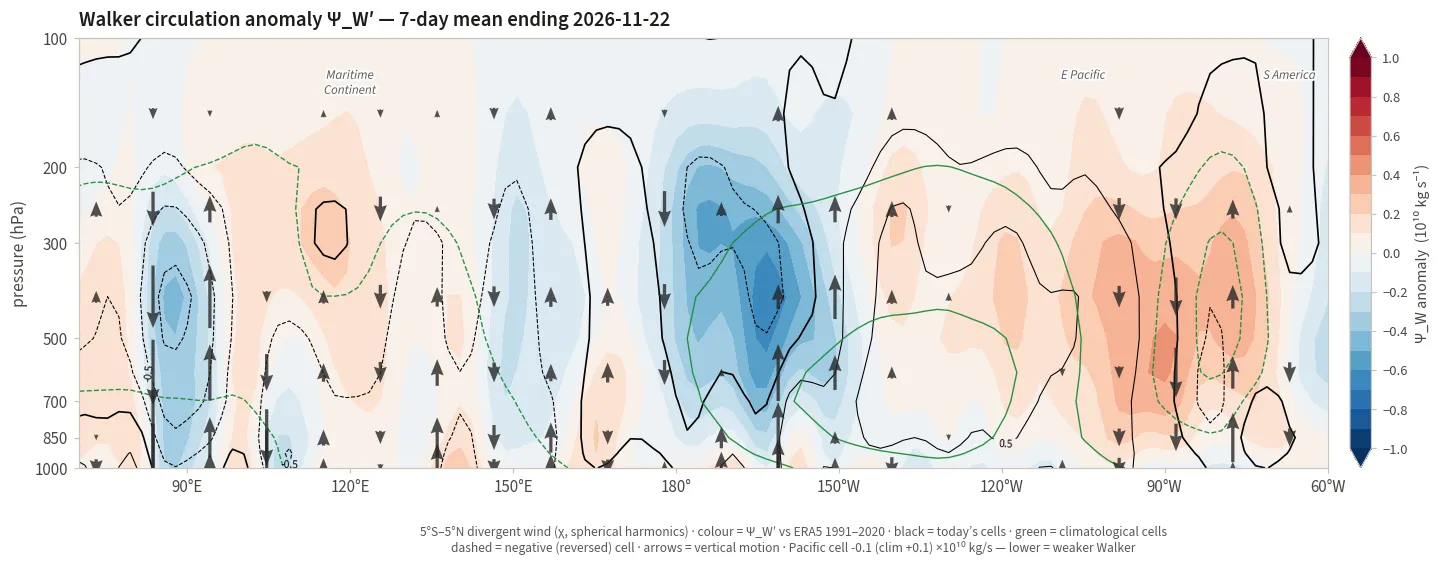 Walker circulation anomaly Ψ_W′ — 7-day mean ending 2026-11-22
100
200
300
500
700
850
1000
pressure (hPa)
Maritime
Continent
E Pacific
S America
-0.5
-0.5
0.5
90°E
120°E
150°E
180°
150°W
120°W
90°W
60°W
1.0
0.8
0.6
0.4
0.2
0.0
−0.2
−0.4
−0.6
−0.8
−1.0
Ψ_W anomaly (10¹⁰ kg s⁻¹)
5°S–5°N divergent wind (χ, spherical harmonics) · colour = Ψ_W′ vs ERA5 1991–2020 · black = today’s cells · green = climatological cells
dashed = negative (reversed) cell · arrows = vertical motion · Pacific cell -0.1 (clim +0.1) ×10¹⁰ kg/s — lower = weaker Walker